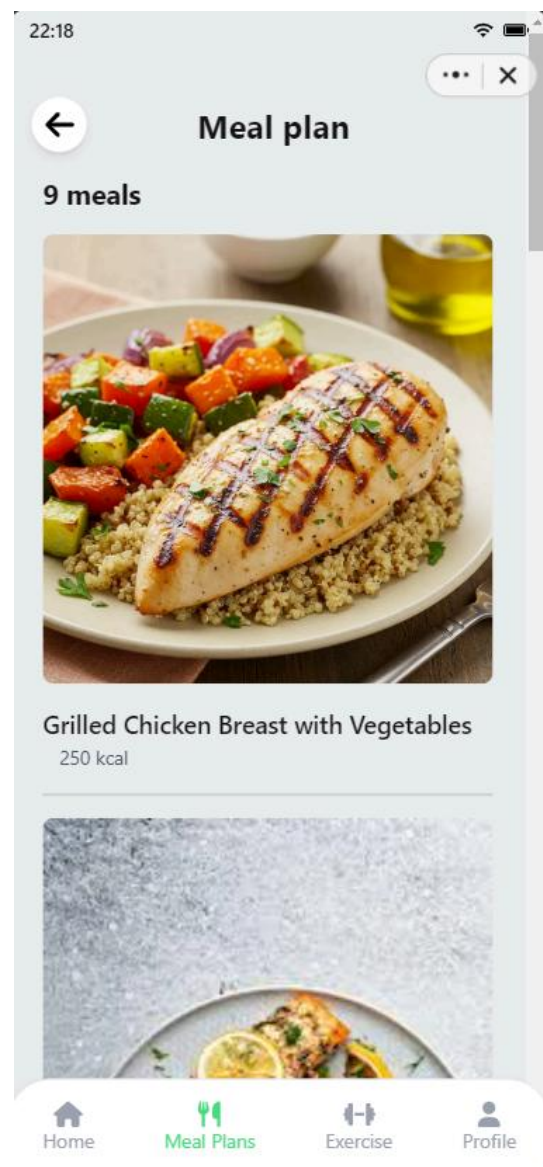 22:18
Meal plan
9 meals
Grilled Chicken Breast with Vegetables
250 kcal
Home Meal Plans Exercise Profile